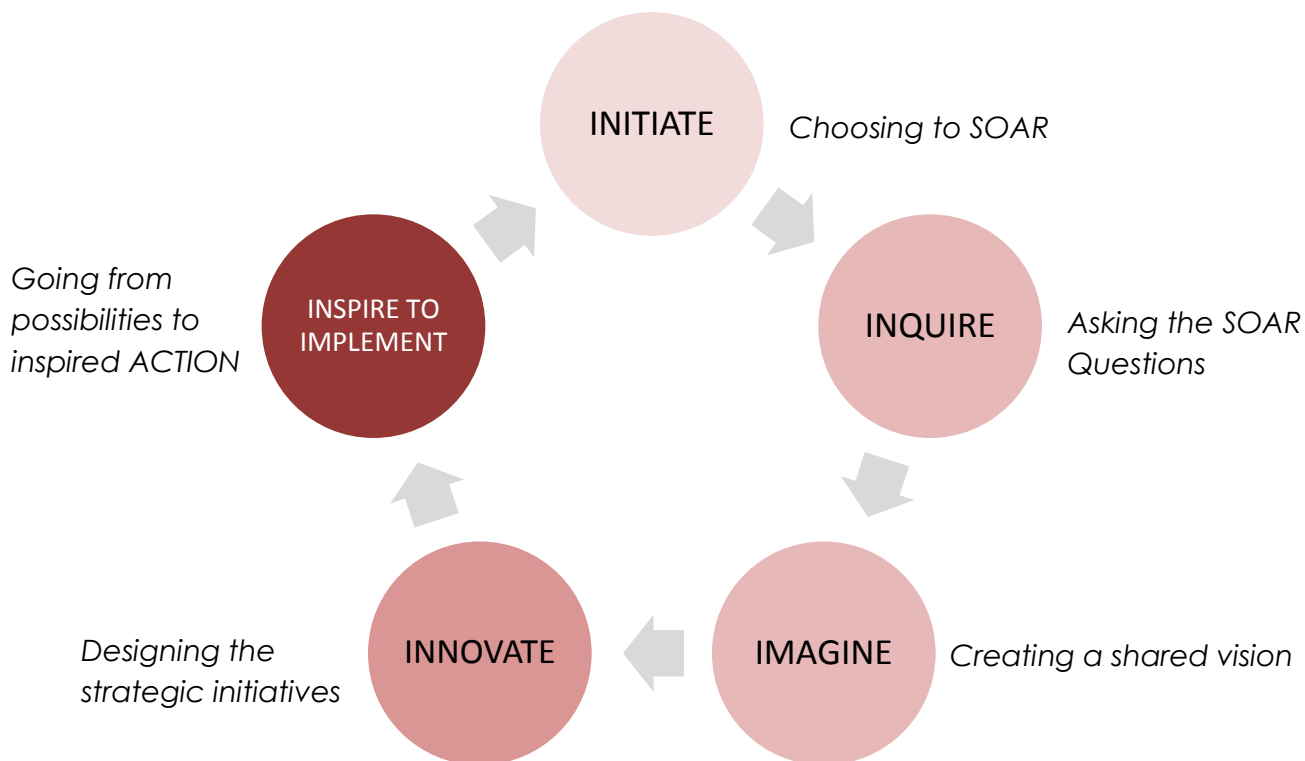 INITIATE
Choosing to SOAR
INQUIRE
Asking the SOAR
Questions
IMAGINE
Creating a shared vision
INNOVATE
Designing the
strategic initiatives
INSPIRE TO
IMPLEMENT
Going from
possibilities to
inspired ACTION